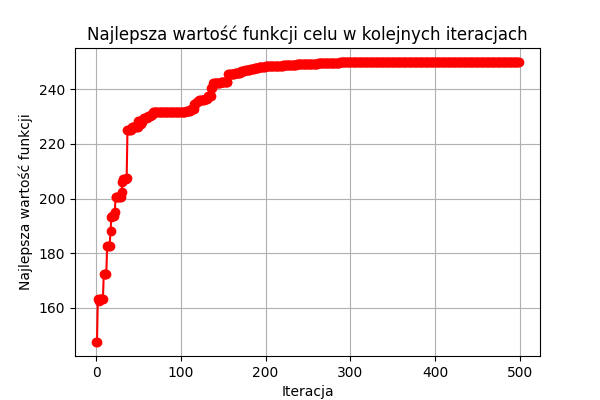 Najlepsza wartość funkcji celu w kolejnych iteracjach
Najlepsza wartość funkcji
240
220
200
180
160
0 100 200 300 400 500
Iteracja